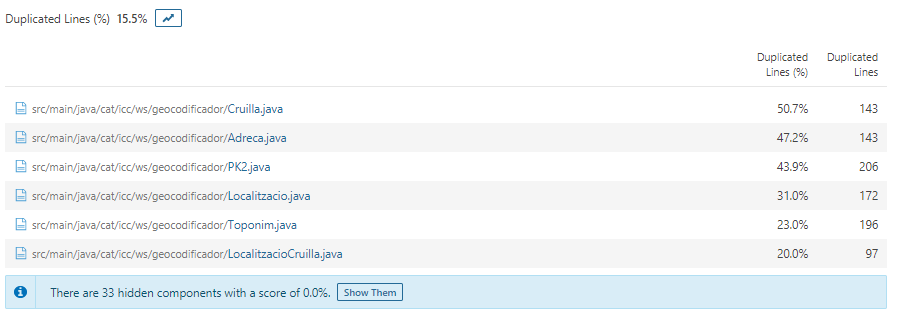 Duplicated Lines (%) 15.5%
Duplicated Lines (%) Duplicated Lines
src/main/java/cat/icc/ws/geocodificador/Cruilla.java 50.7% 143
src/main/java/cat/icc/ws/geocodificador/Adreca.java 47.2% 143
src/main/java/cat/icc/ws/geocodificador/PK2.java 43.9% 206
src/main/java/cat/icc/ws/geocodificador/Localitzacio.java 31.0% 172
src/main/java/cat/icc/ws/geocodificador/Toponim.java 23.0% 196
src/main/java/cat/icc/ws/geocodificador/LocalitzacioCruilla.java 20.0% 97
There are 33 hidden components with a score of 0.0%. Show Them